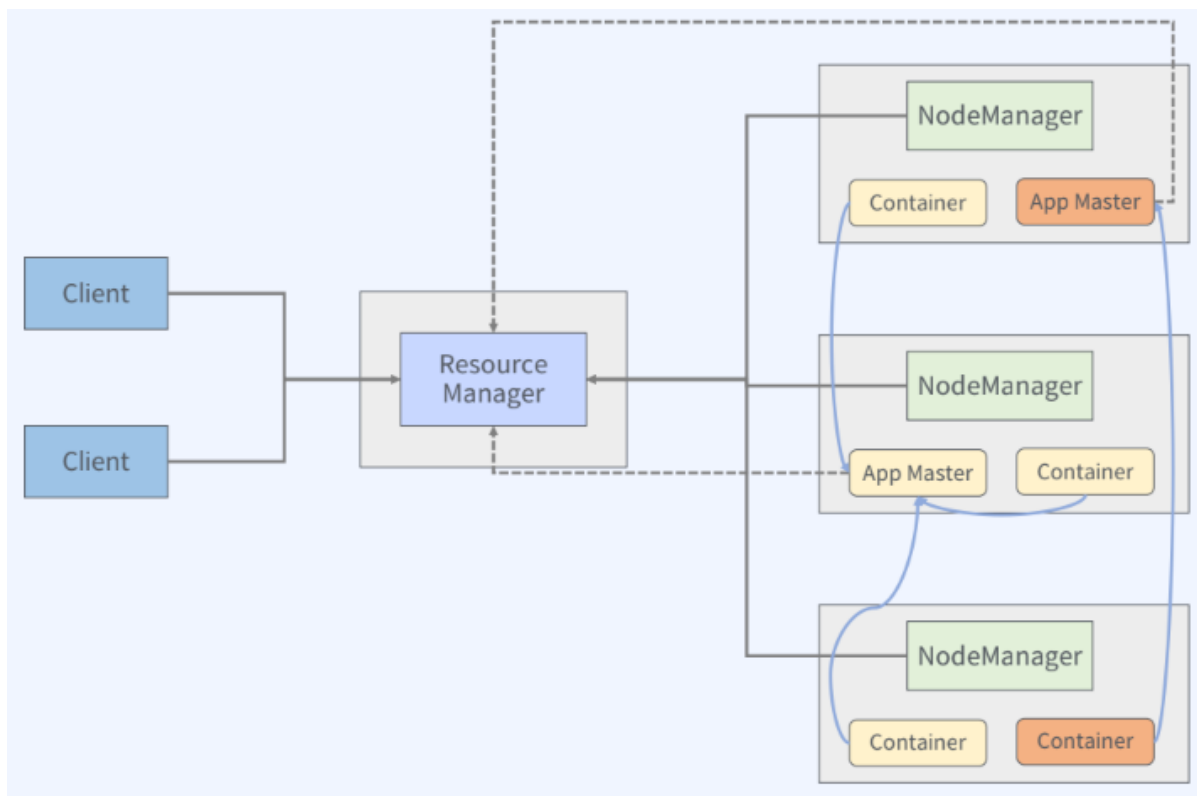 NodeManager
Container
App Master
Client
Resource
Manager
NodeManager
Client
App Master
Container
NodeManager
Container
Container